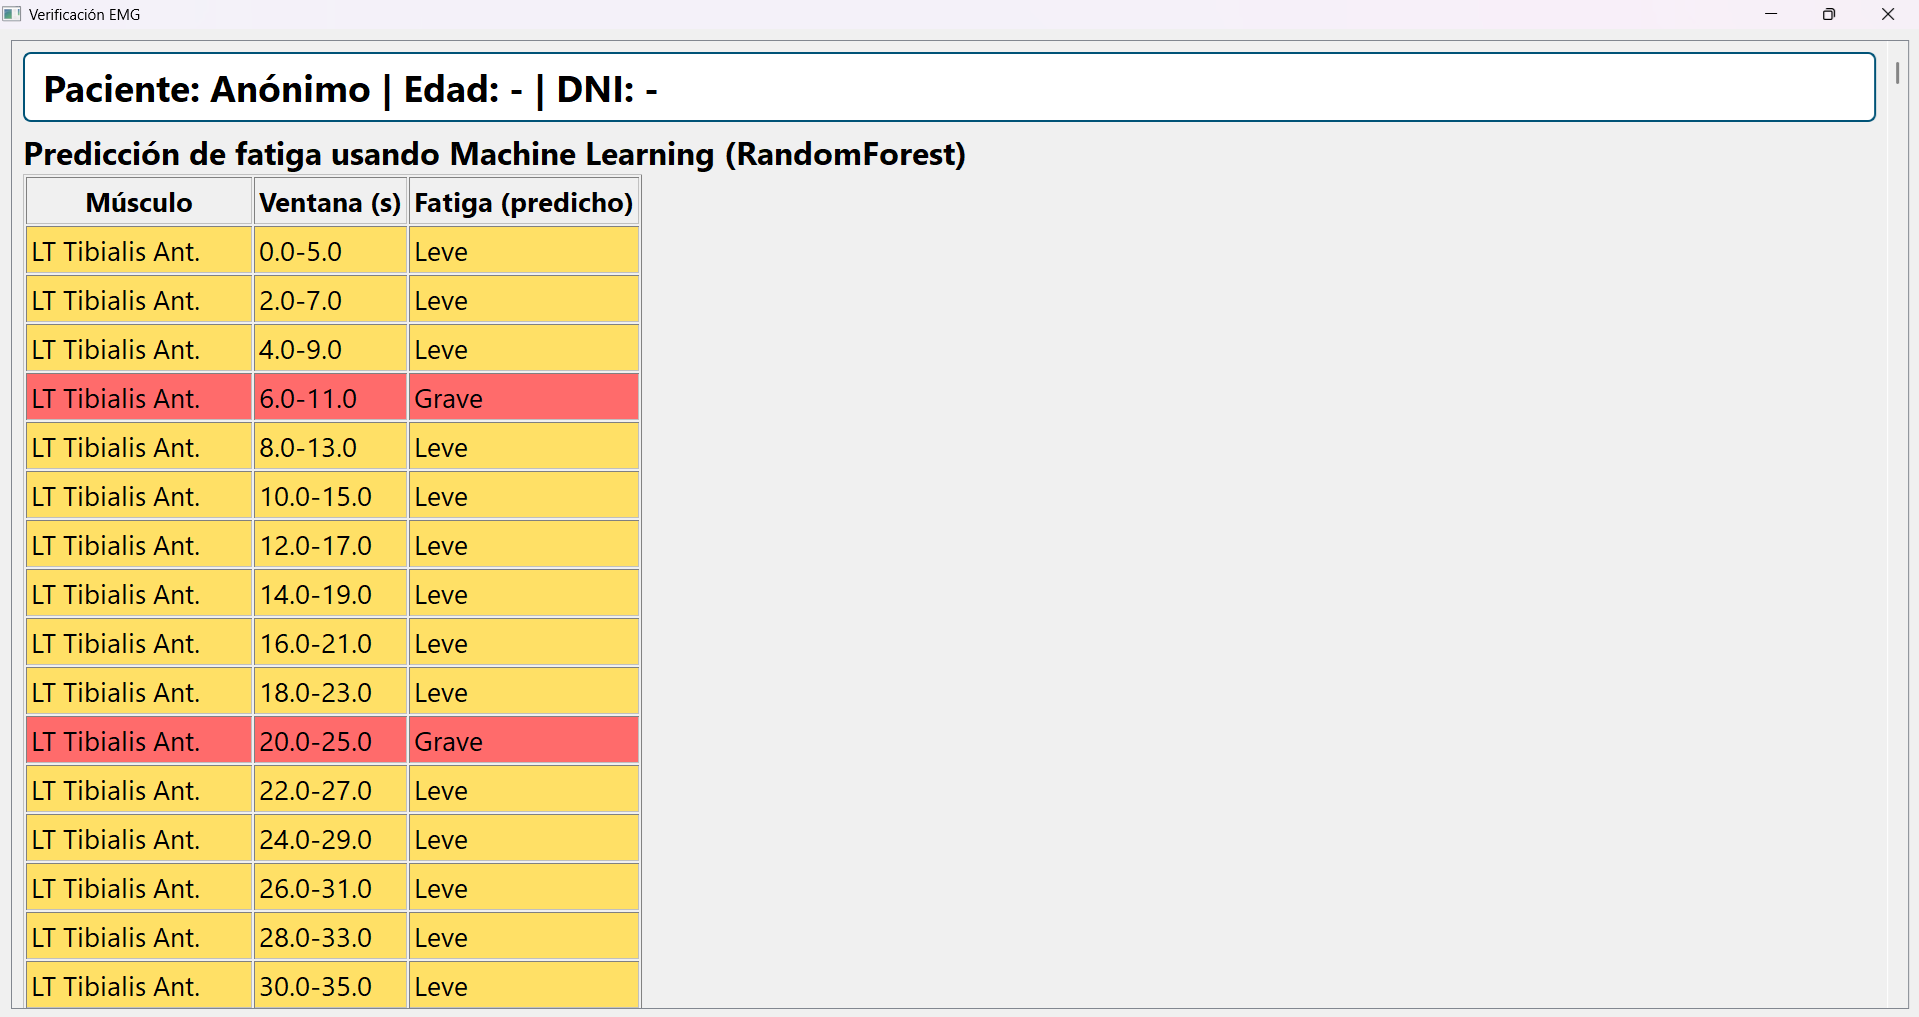 Verificación EMG
Paciente: Anónimo | Edad: - | DNI: -
Predicción de fatiga usando Machine Learning (RandomForest)
Músculo Ventana (s) Fatiga (predicho)
LT Tibialis Ant. 0.0-5.0 Leve
LT Tibialis Ant. 2.0-7.0 Leve
LT Tibialis Ant. 4.0-9.0 Leve
LT Tibialis Ant. 6.0-11.0 Grave
LT Tibialis Ant. 8.0-13.0 Leve
LT Tibialis Ant. 10.0-15.0 Leve
LT Tibialis Ant. 12.0-17.0 Leve
LT Tibialis Ant. 14.0-19.0 Leve
LT Tibialis Ant. 16.0-21.0 Leve
LT Tibialis Ant. 18.0-23.0 Leve
LT Tibialis Ant. 20.0-25.0 Grave
LT Tibialis Ant. 22.0-27.0 Leve
LT Tibialis Ant. 24.0-29.0 Leve
LT Tibialis Ant. 26.0-31.0 Leve
LT Tibialis Ant. 28.0-33.0 Leve
LT Tibialis Ant. 30.0-35.0 Leve